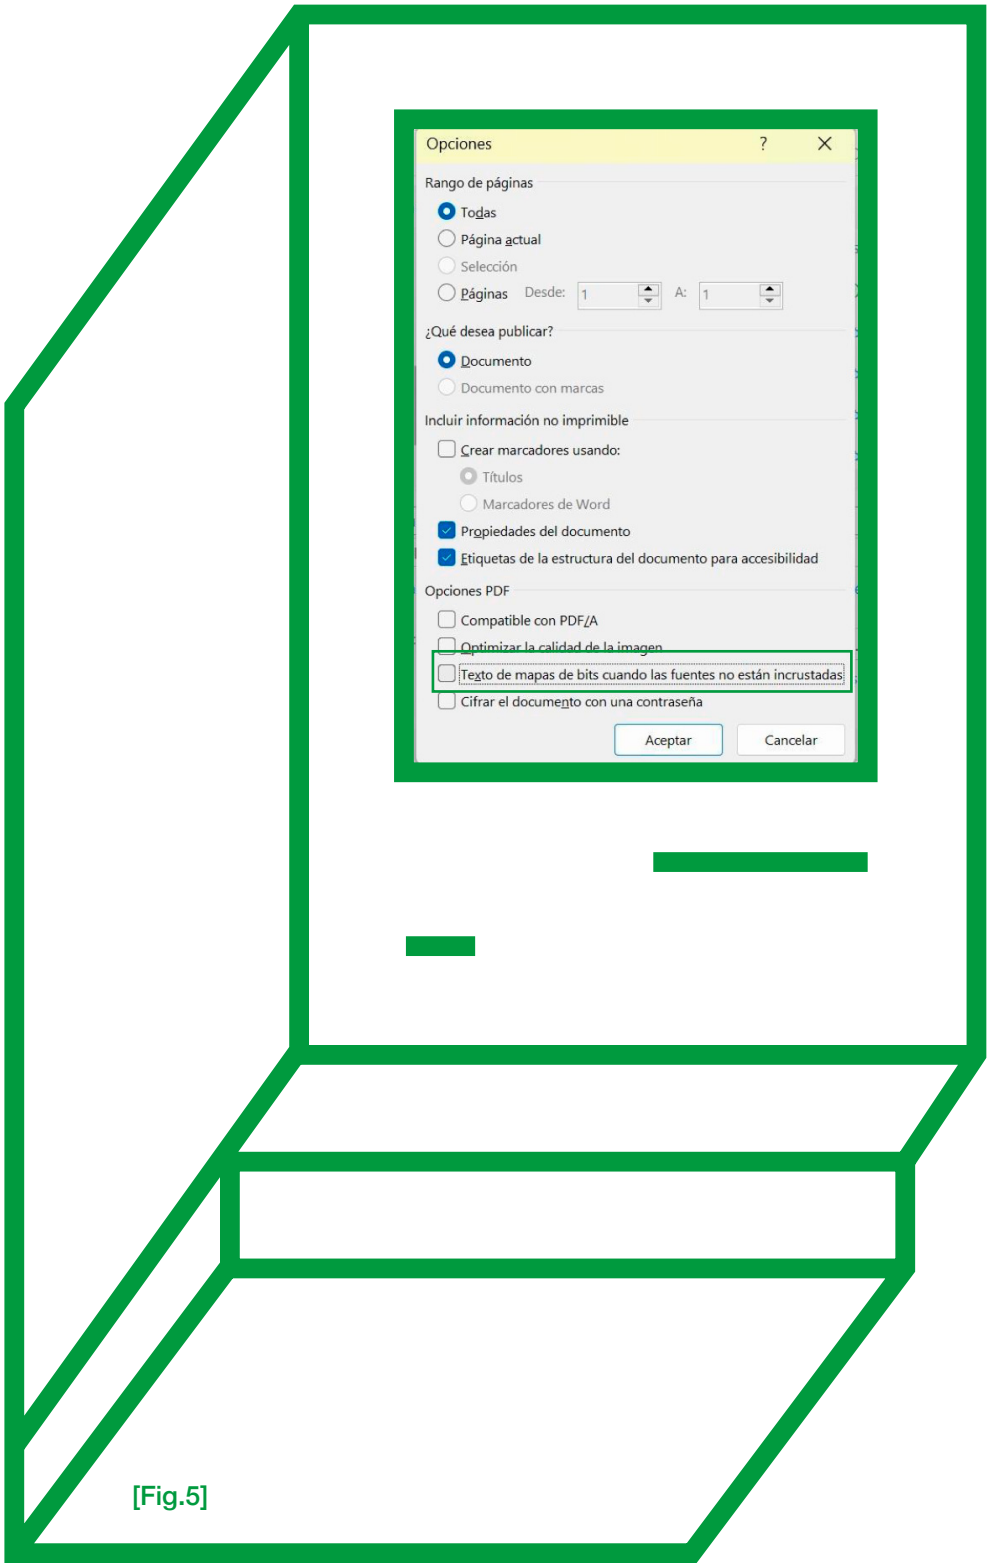 Opciones ? X
Rango de páginas
Todas
Página actual
Selección
Páginas Desde: 1 A: 1
¿Qué desea publicar?
Documento
Documento con marcas
Incluir información no imprimible
Crear marcadores usando:
Títulos
Marcadores de Word
Propiedades del documento
Etiquetas de la estructura del documento para accesibilidad
Opciones PDF
Compatible con PDF/A
Optimizar la calidad de la imagen
Texto de mapas de bits cuando las fuentes no están incrustadas
Cifrar el documento con una contraseña
Aceptar Cancelar
[Fig.5]